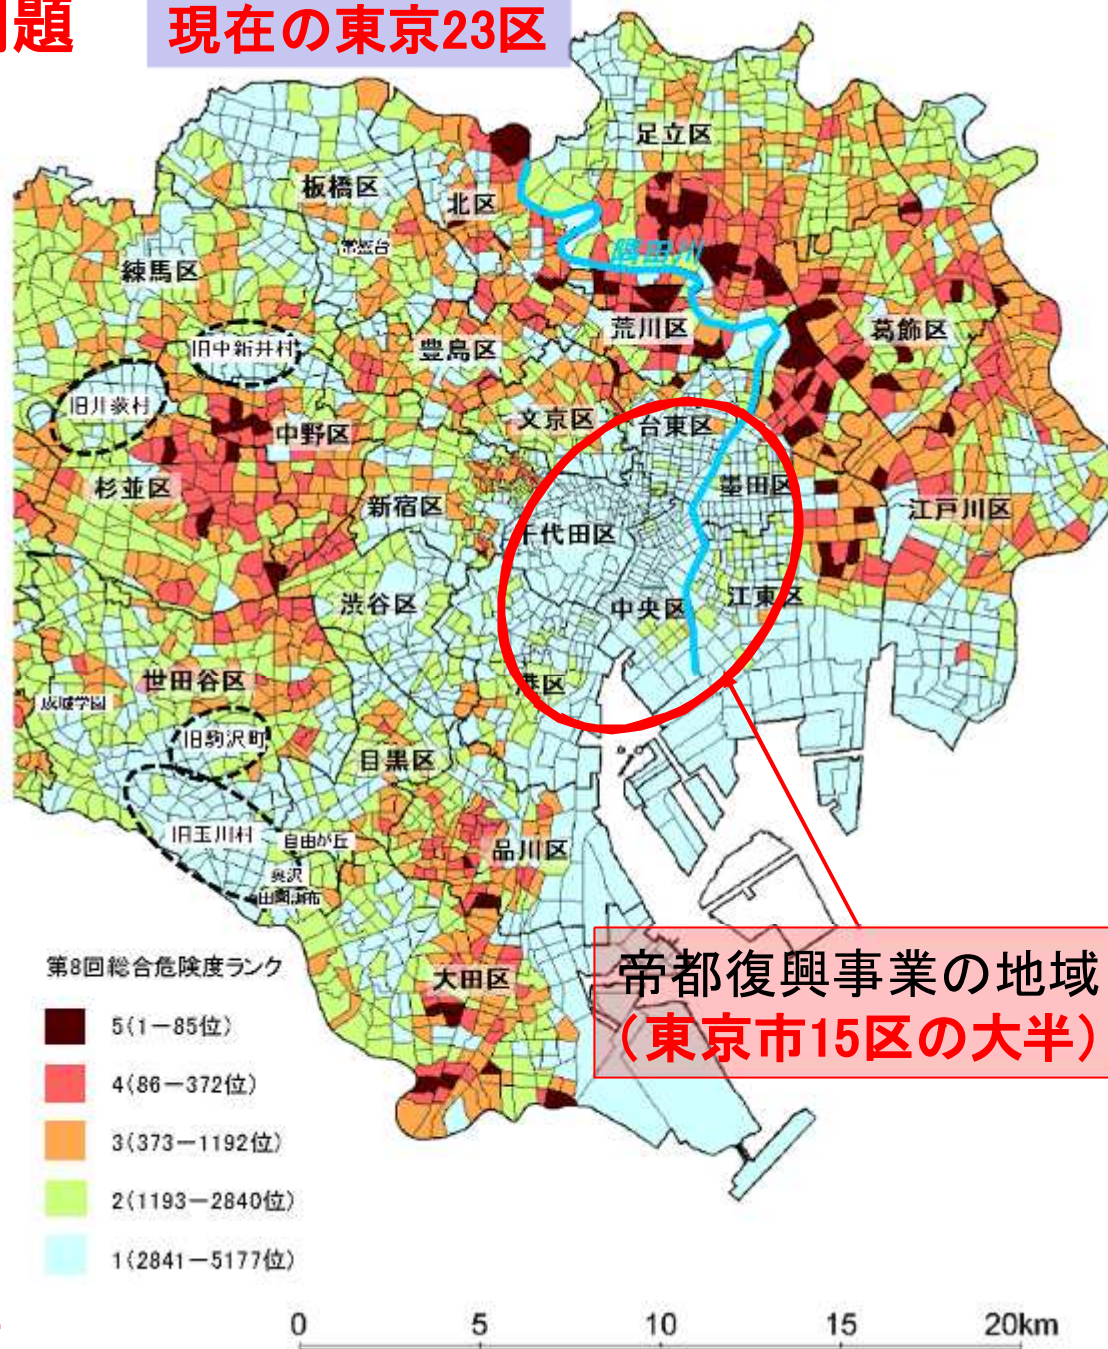 題
現在の東京23区
足立区
板橋区
北区
常盤台
隅田川
練馬区
荒川区
葛飾区
旧中新井村
豊島区
旧井荻村
文京区
台東区
中野区
杉並区
新宿区
墨田区
江戸川区
千代田区
渋谷区
中央区
江東区
世田谷区
港区
成城学園
旧駒沢町
目黒区
旧玉川村
自由が丘
品川区
奥沢
田園調布
大田区
帝都復興事業の地域
(東京市15区の大半)
第8回総合危険度ランク
5(1-85位)
4(86-372位)
3(373-1192位)
2(1193-2840位)
1(2841-5177位)
0 5 10 15 20km